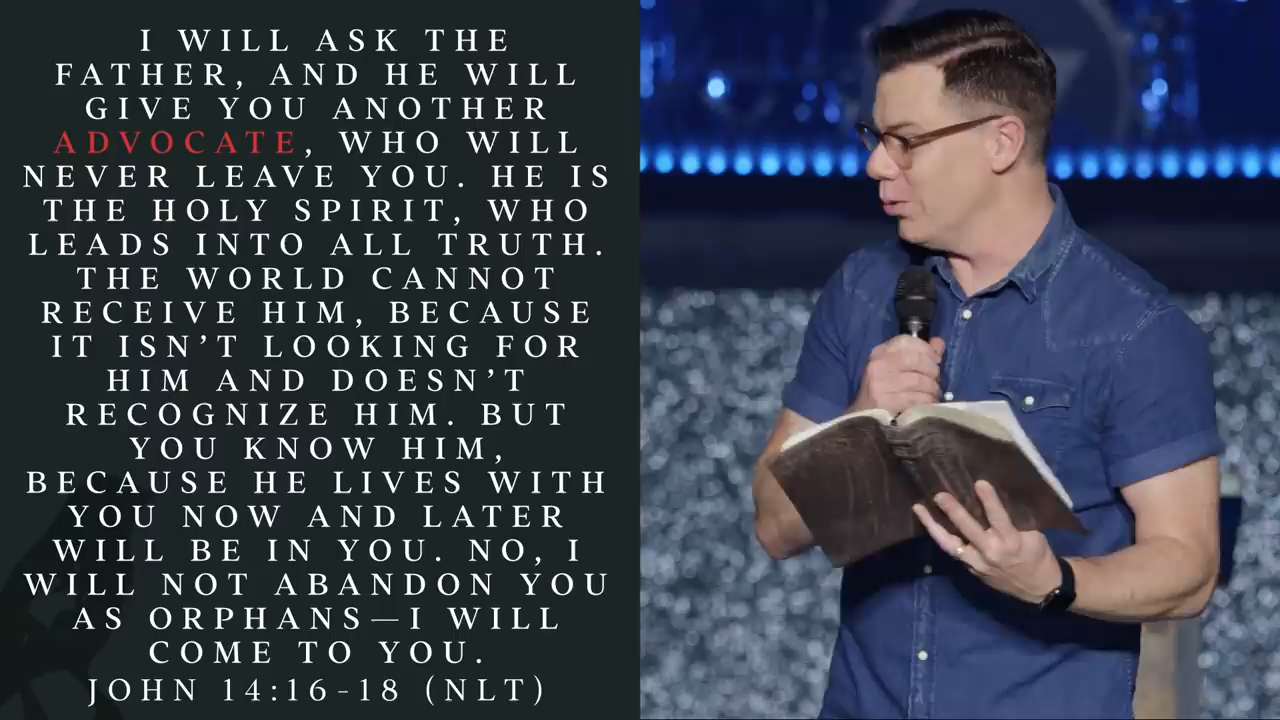 I WILL ASK THE
FATHER, AND HE WILL
GIVE YOU ANOTHER
ADVOCATE, WHO WILL
NEVER LEAVE YOU. HE IS
THE HOLY SPIRIT, WHO
LEADS INTO ALL TRUTH.
THE WORLD CANNOT
RECEIVE HIM, BECAUSE
IT ISN’T LOOKING FOR
HIM AND DOESN’T
RECOGNIZE HIM. BUT
YOU KNOW HIM,
BECAUSE HE LIVES WITH
YOU NOW AND LATER
WILL BE IN YOU. NO, I
WILL NOT ABANDON YOU
AS ORPHANS—I WILL
COME TO YOU.
JOHN 14:16-18 (NLT)